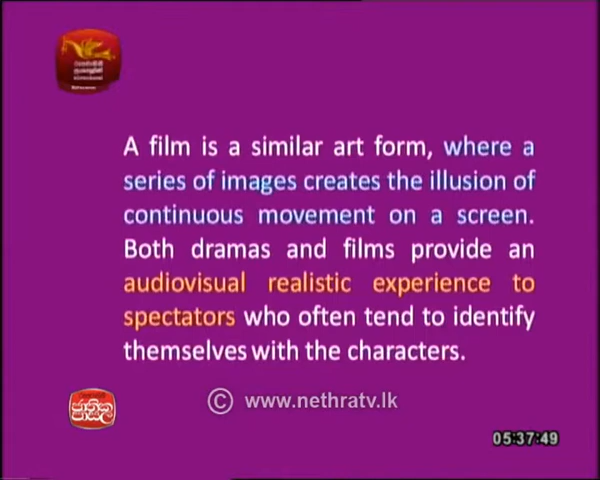 A film is a similar art form, where a
series of images creates the illusion of
continuous movement on a screen.
Both dramas and films provide an
audiovisual realistic experience to
spectators who often tend to identify
themselves with the characters.
© www.nethratv.lk
05:37:49